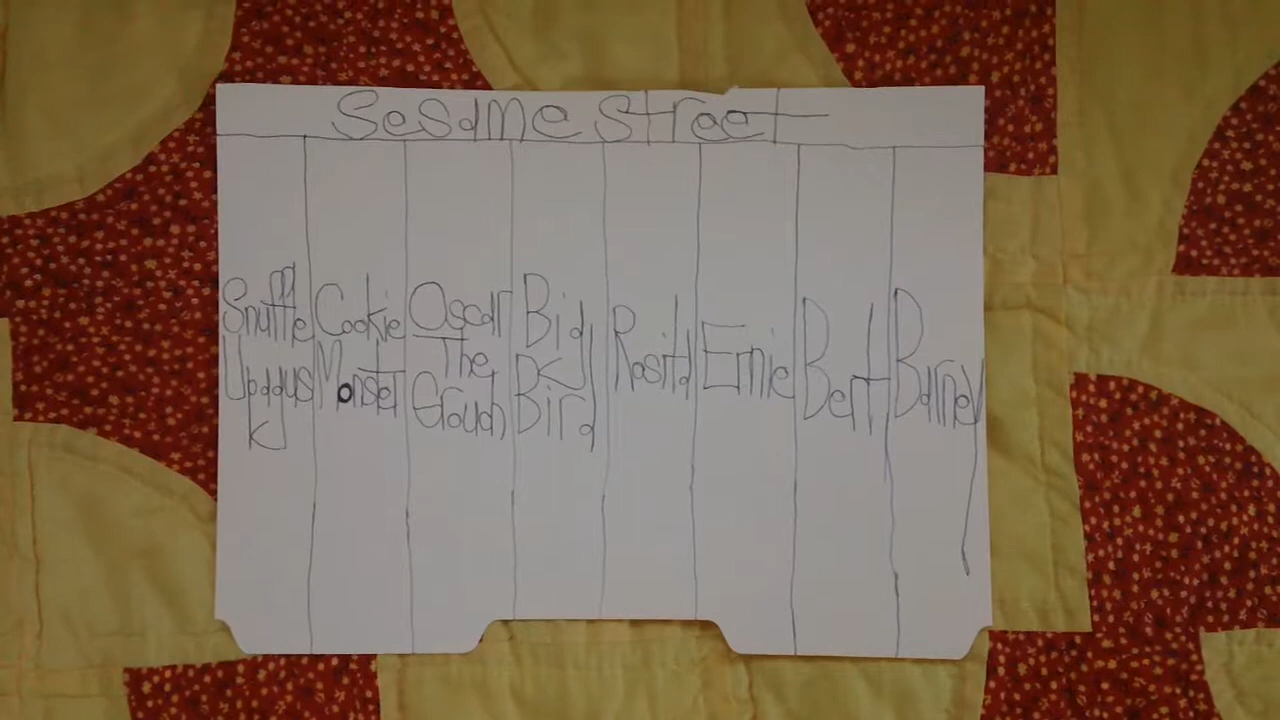 Sesame Street
Snuffle
Upagus
Cookie
Monster
Oscar
The
Grouch
Big
Bird
Rosita
Ernie
Bert
Barney